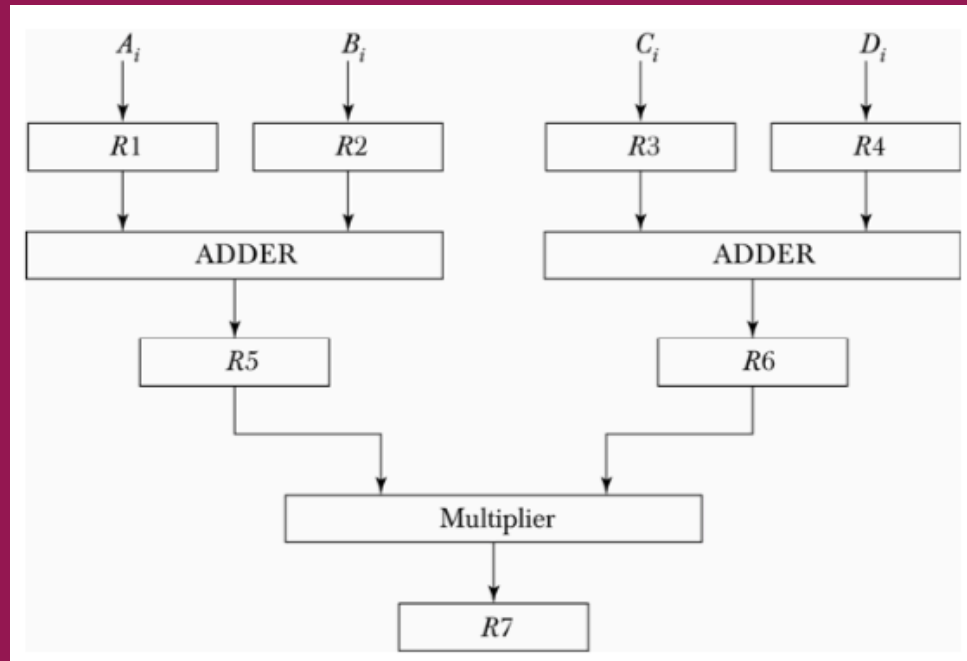 A_i B_i C_i D_i
R1 R2 R3 R4
ADDER ADDER
R5 R6
Multiplier
R7